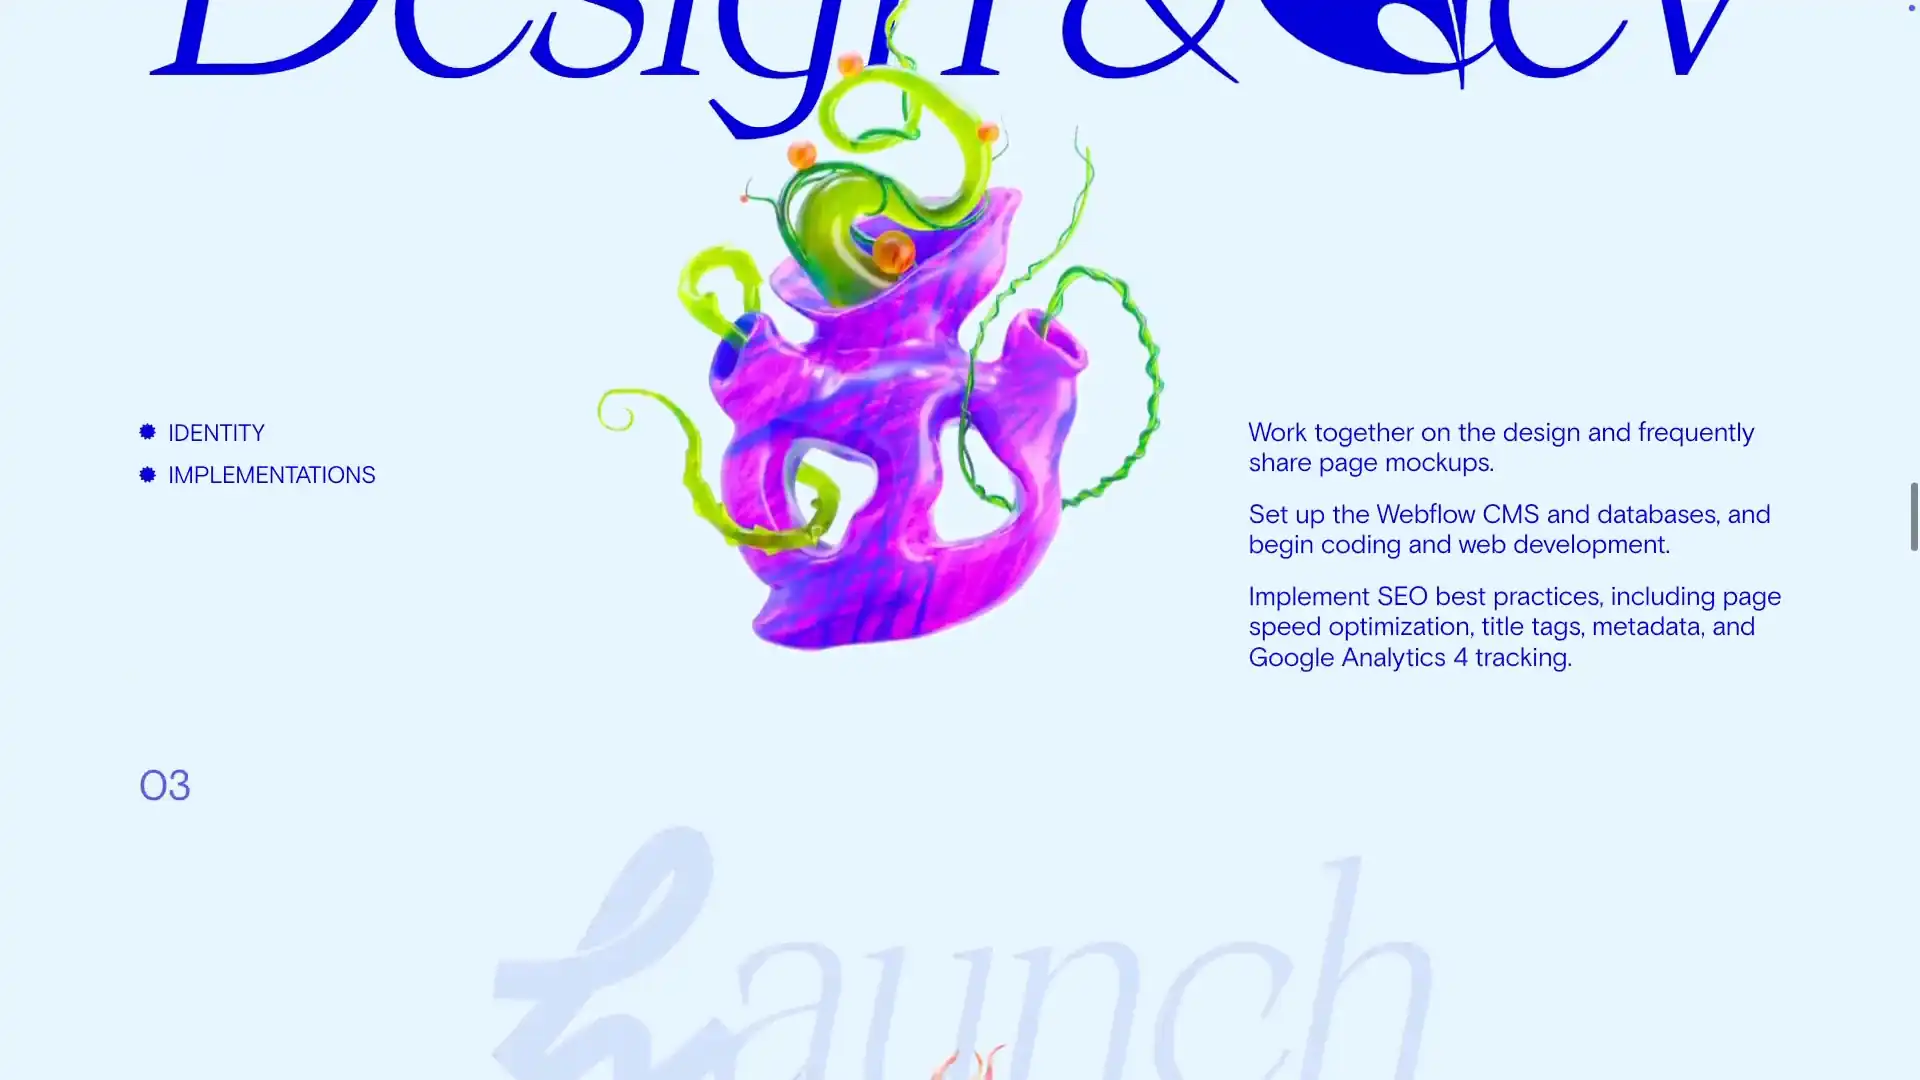 Design & dev
IDENTITY
IMPLEMENTATIONS
Work together on the design and frequently
share page mockups.
Set up the Webflow CMS and databases, and
begin coding and web development.
Implement SEO best practices, including page
speed optimization, title tags, metadata, and
Google Analytics 4 tracking.
03
Launch